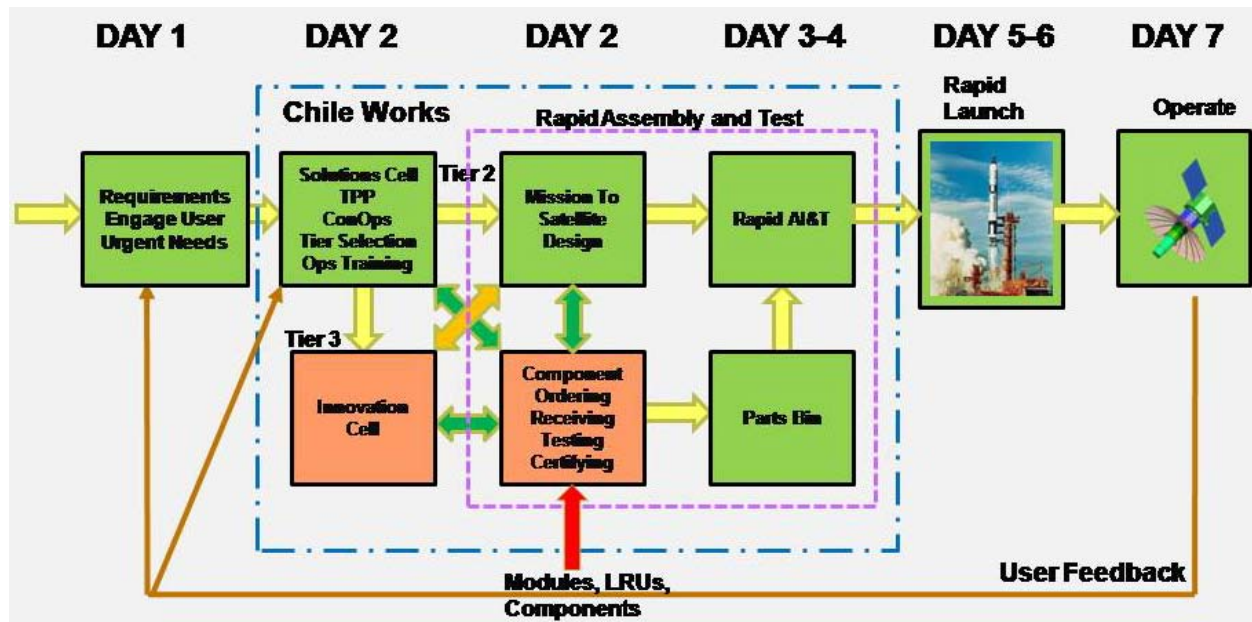 DAY 1
DAY 2
DAY 2
DAY 3-4
DAY 5-6
DAY 7
Chile Works
Rapid Assembly and Test
Rapid
Launch
Operate
Requirements
Engage User
Urgent Needs
Solutions Cell
TPP
ConOps
Tier Selection
Ops Training
Tier 2
Mission To
Satellite
Design
Rapid AI&T
Tier 3
Innovation
Cell
Component
Ordering
Receiving
Testing
Certifying
Parts Bin
Modules, LRUs,
Components
User Feedback